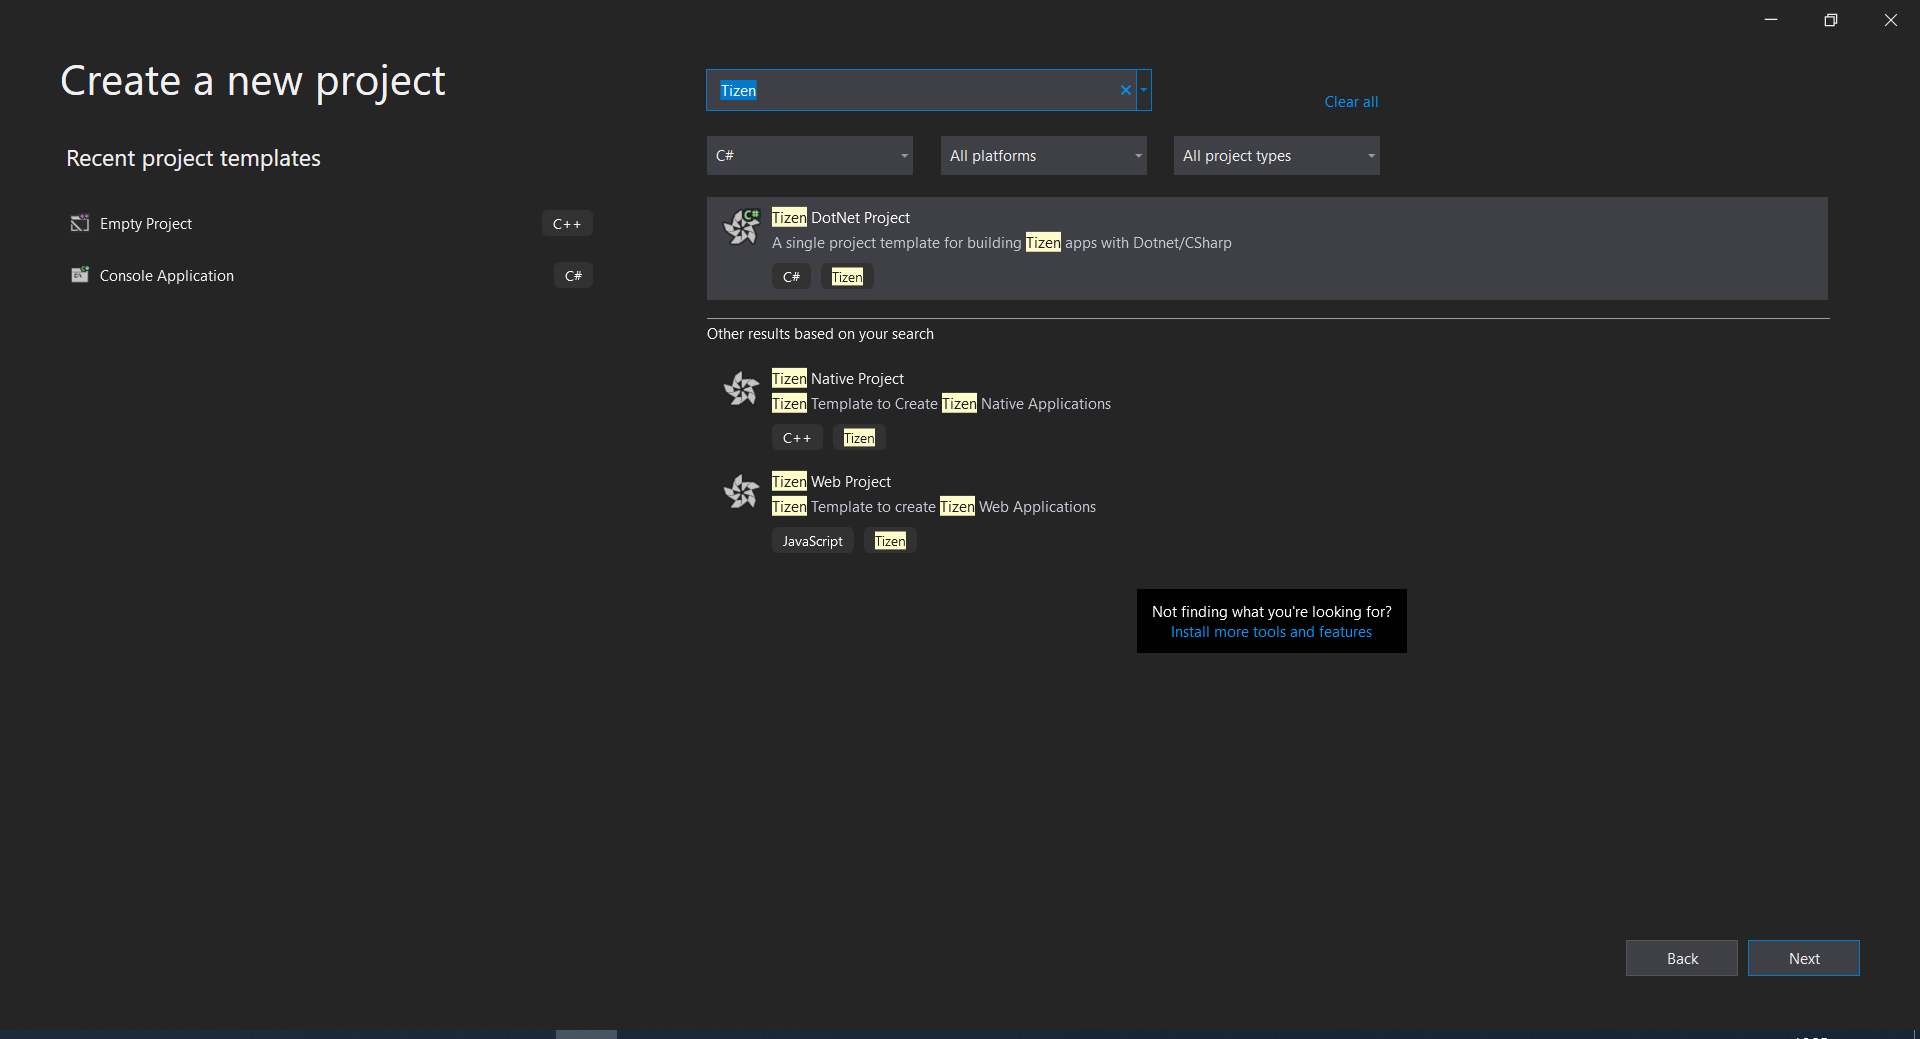 Create a new project
Tizen
Clear all
Recent project templates
C#
All platforms
All project types
Empty Project
C++
Console Application
C#
Tizen DotNet Project
A single project template for building Tizen apps with Dotnet/CSharp
C#
Tizen
Other results based on your search
Tizen Native Project
Tizen Template to Create Tizen Native Applications
C++
Tizen
Tizen Web Project
Tizen Template to create Tizen Web Applications
JavaScript
Tizen
Not finding what you're looking for?
Install more tools and features
Back
Next